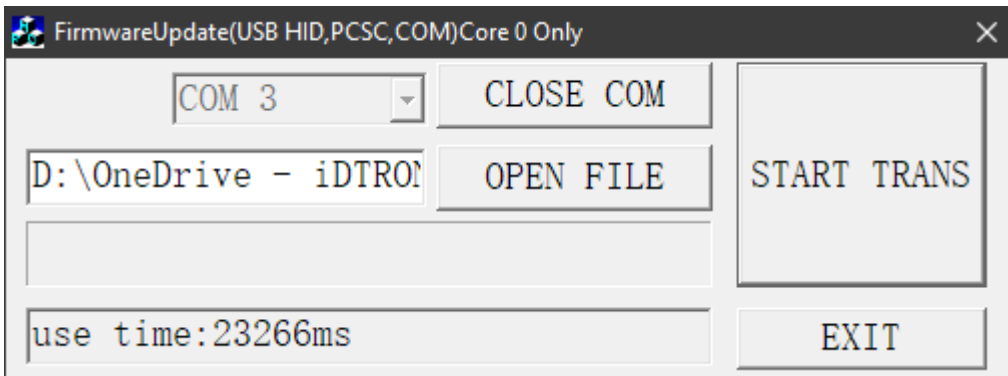 FirmwareUpdate(USB HID,PCSC,COM)Core 0 Only
COM 3
CLOSE COM
D:\OneDrive - iDTRON
OPEN FILE
START TRANS
use time:23266ms
EXIT